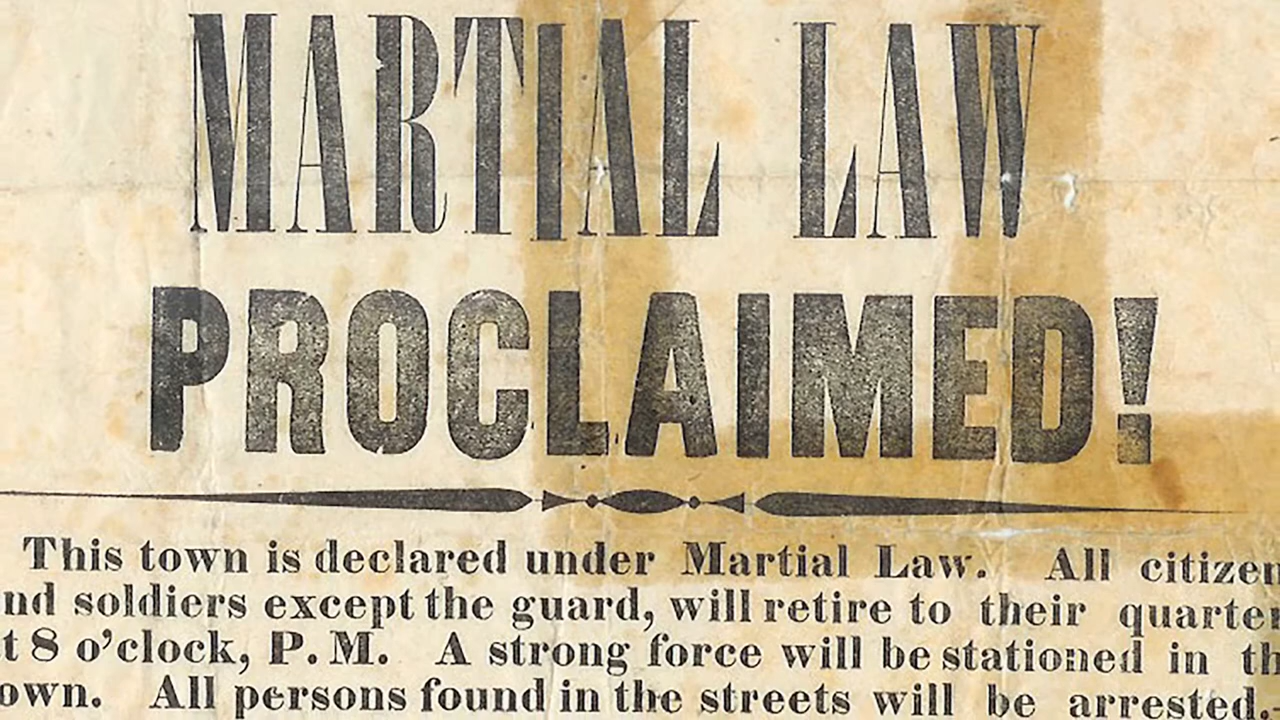 MARTIAL LAW
PROCLAIMED!
This town is declared under Martial Law. All citizen
nd soldiers except the guard, will retire to their quarter
t 8 o'clock, P. M. A strong force will be stationed in th
own. All persons found in the streets will be arrested.-